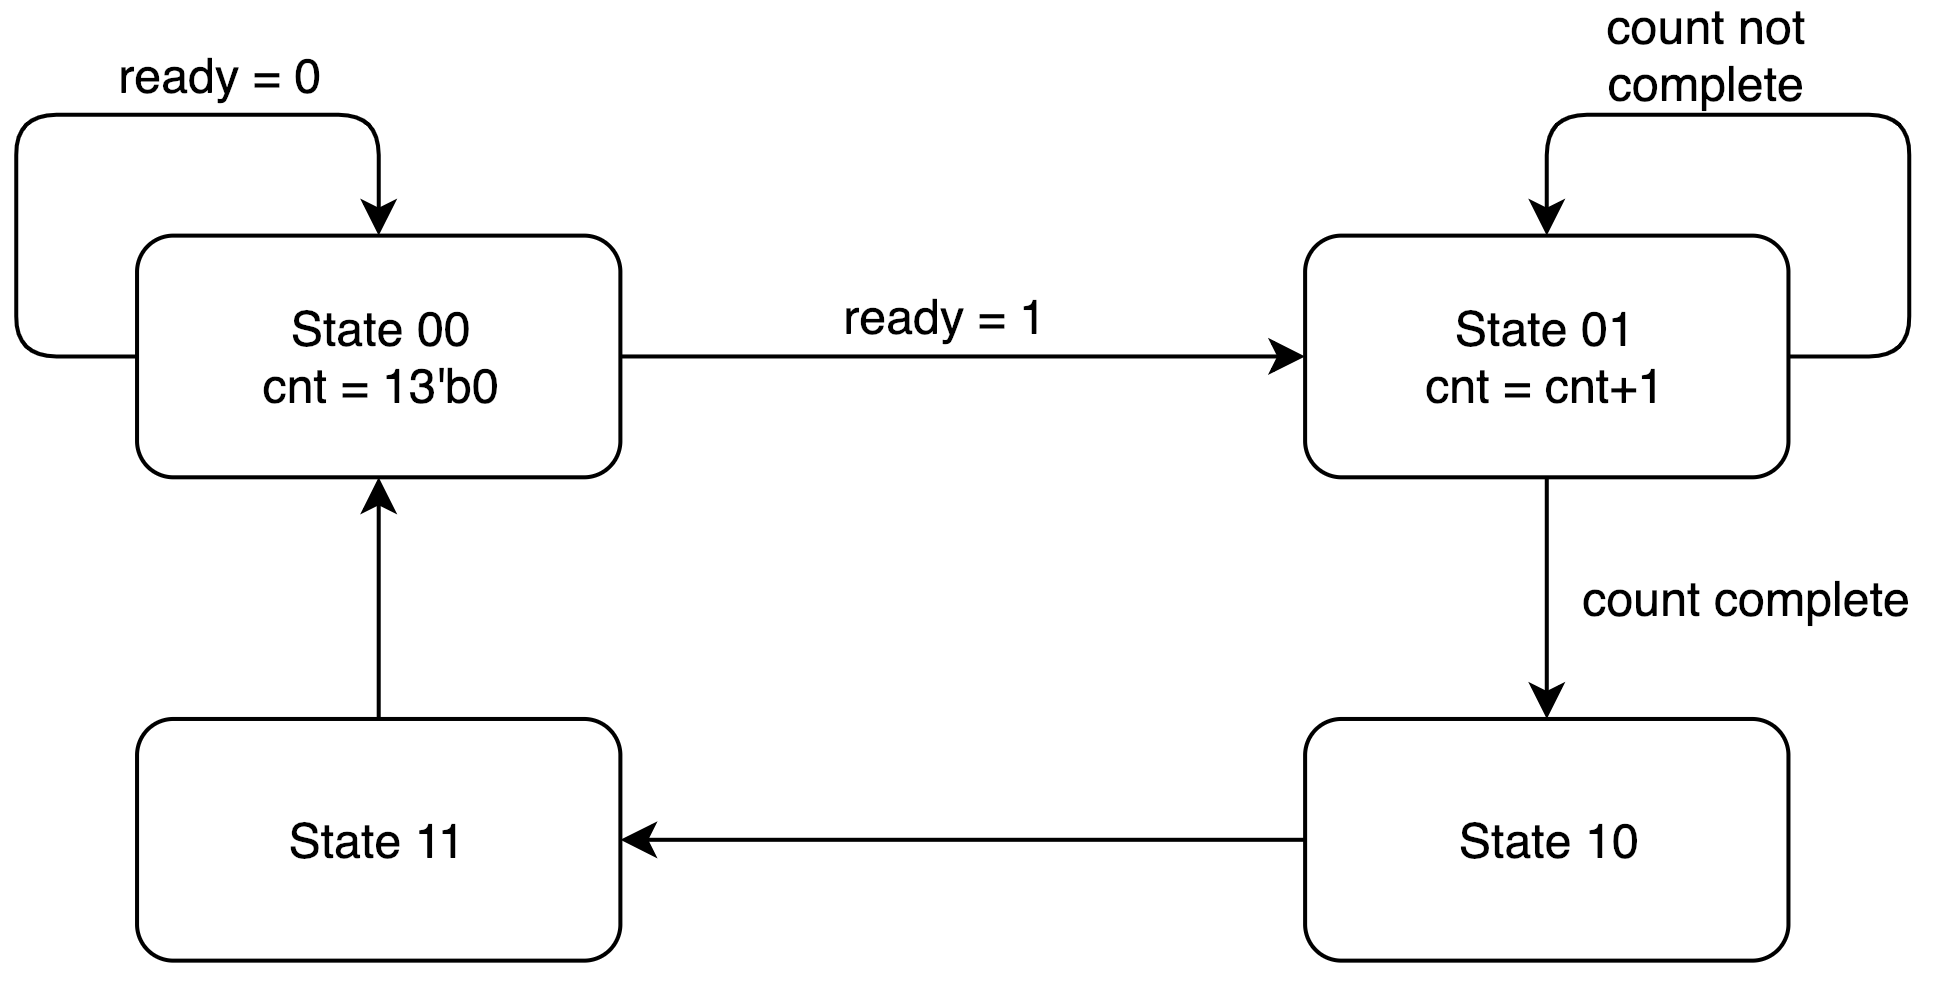 count not
complete
ready = 0
State 00
cnt = 13'b0
ready = 1
State 01
cnt = cnt+1
count complete
State 11
State 10